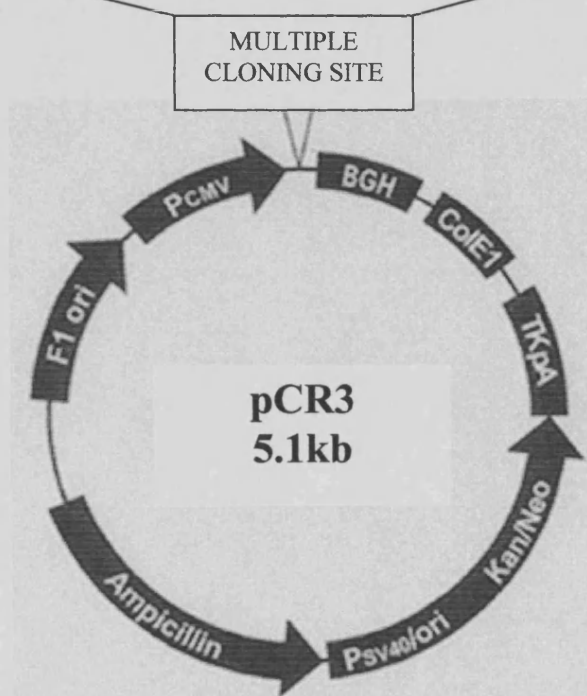 MULTIPLE
CLONING SITE
PCMV
BGH
ColE1
TKpA
Kan/Neo
PSV40/ori
Ampicillin
F1 ori
pCR3
5.1kb